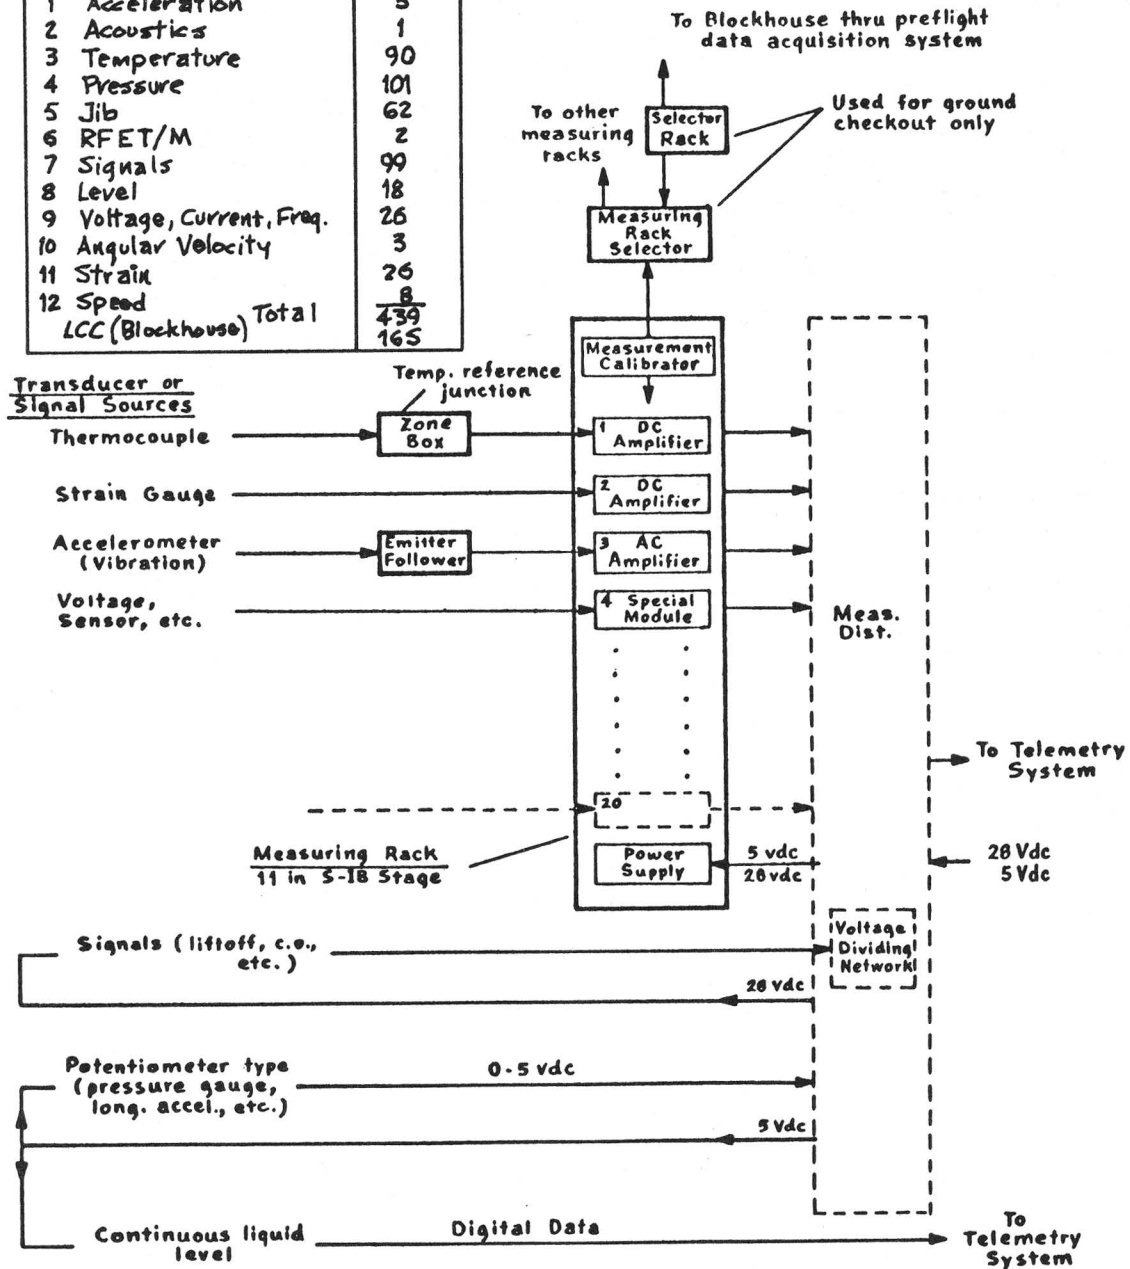 1 Acceleration 3
2 Acoustics 1
3 Temperature 90
4 Pressure 101
5 Jib 62
6 RF ET/M 2
7 Signals 99
8 Level 18
9 Voltage, Current, Freq. 26
10 Angular Velocity 3
11 Strain 26
12 Speed 8
Total 439
LCC (Blockhouse) 165
To Blockhouse thru preflight
data acquisition system
To other
measuring
racks
Selector
Rack
Used for ground
checkout only
Measuring
Rack
Selector
Measurement
Calibrator
Transducer or
Signal Sources
Temp. reference
junction
Thermocouple
Zone
Box
1 DC
Amplifier
Strain Gauge
2 DC
Amplifier
Accelerometer
(Vibration)
Emitter
Follower
3 AC
Amplifier
Voltage,
Sensor, etc.
4 Special
Module
Meas.
Dist.
To Telemetry
System
20
Measuring Rack
11 in S-IB Stage
Power
Supply
5 vdc
28 vdc
28 Vdc
5 Vdc
Signals (liftoff, c.o.,
etc.)
Voltage
Dividing
Network
28 vdc
Potentiometer type
(pressure gauge,
long. accel., etc.)
0-5 vdc
5 Vdc
Continuous liquid
level
Digital Data
To
Telemetry
System